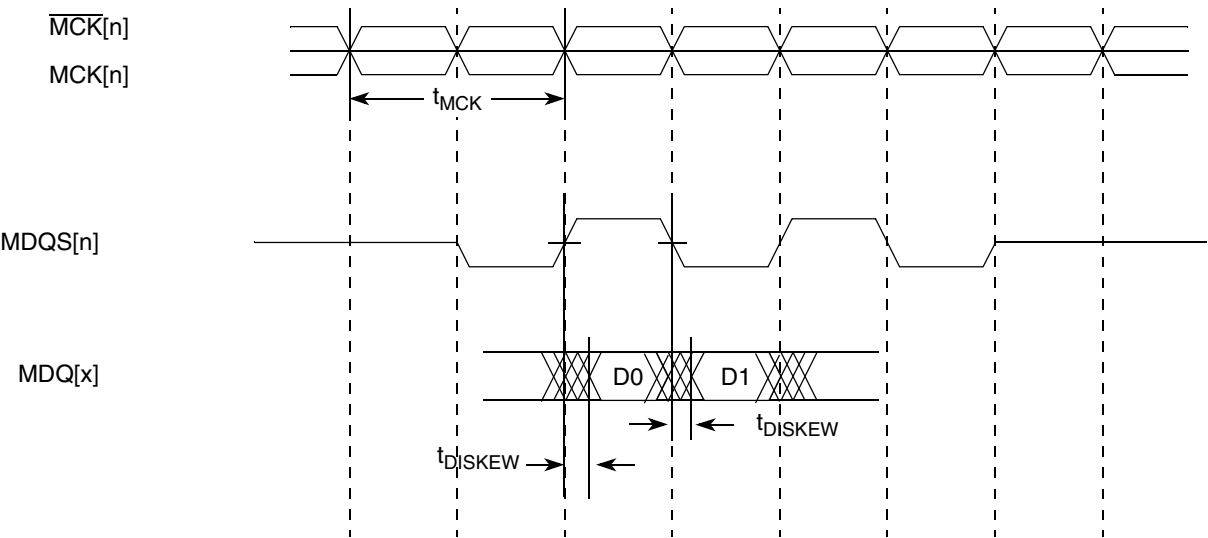 MCK[n]
MCK[n]
tMCK
MDQS[n]
MDQ[x]
D0
D1
tDISKEW
tDISKEW